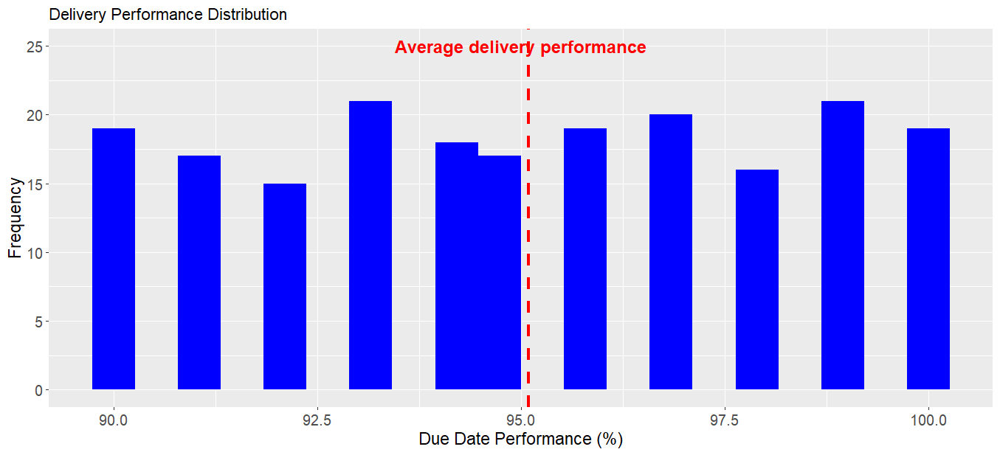 Delivery Performance Distribution
Average delivery performance
25
20
15
10
5
0
Frequency
90.0
92.5
95.0
97.5
100.0
Due Date Performance (%)